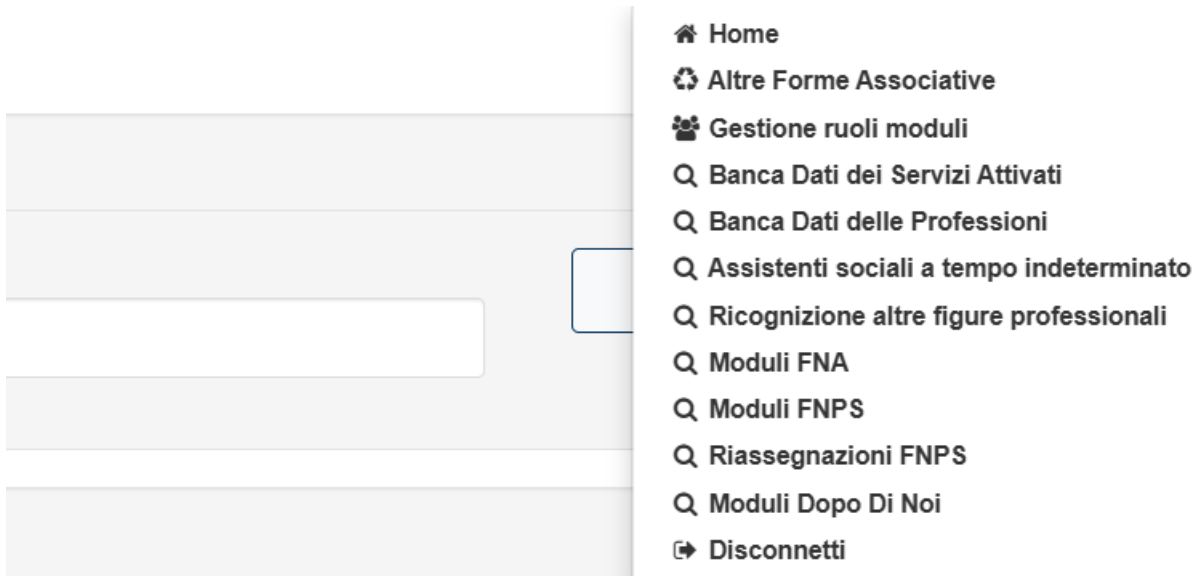 Home
Altre Forme Associative
Gestione ruoli moduli
Banca Dati dei Servizi Attivati
Banca Dati delle Professioni
Assistenti sociali a tempo indeterminato
Ricognizione altre figure professionali
Moduli FNA
Moduli FNPS
Riassegnazioni FNPS
Moduli Dopo Di Noi
Disconnetti